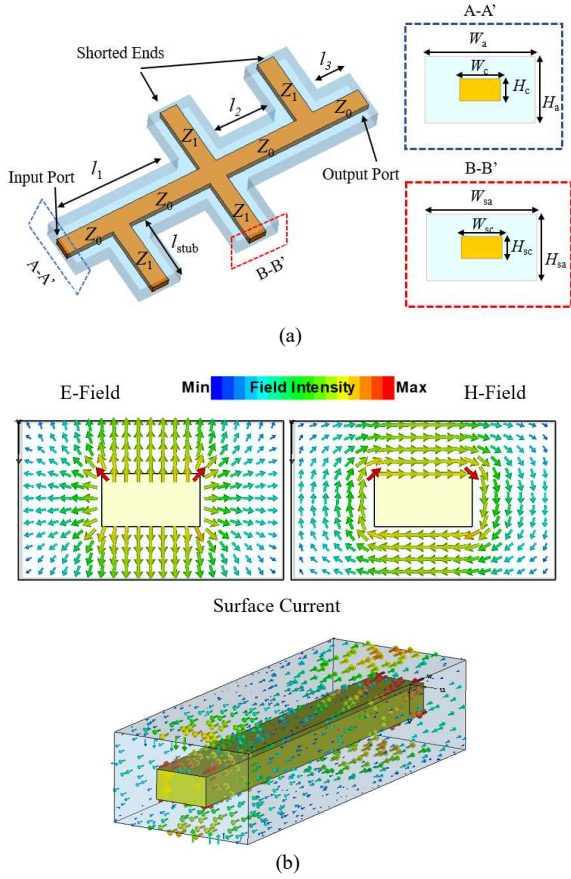 A-A’
Shorted Ends
Wa
Wc
Hc
Ha
l3
l2
Z1
Z0
Z1
Z0
l1
Output Port
Input Port
Z0
Z1
lstub
Z1
B-B’
A-A’
B-B’
Wsa
Wsc
Hsc
Hsa
(a)
Min Field Intensity Max
E-Field H-Field
Surface Current
(b)